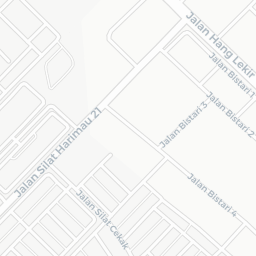 Jalan Hang Lekir
Jalan Bistari 1
Jalan Bistari 2
Jalan Bistari 3
Jalan Silat Harimau 21
Jalan Bistari 4
Jalan Silat Cekak